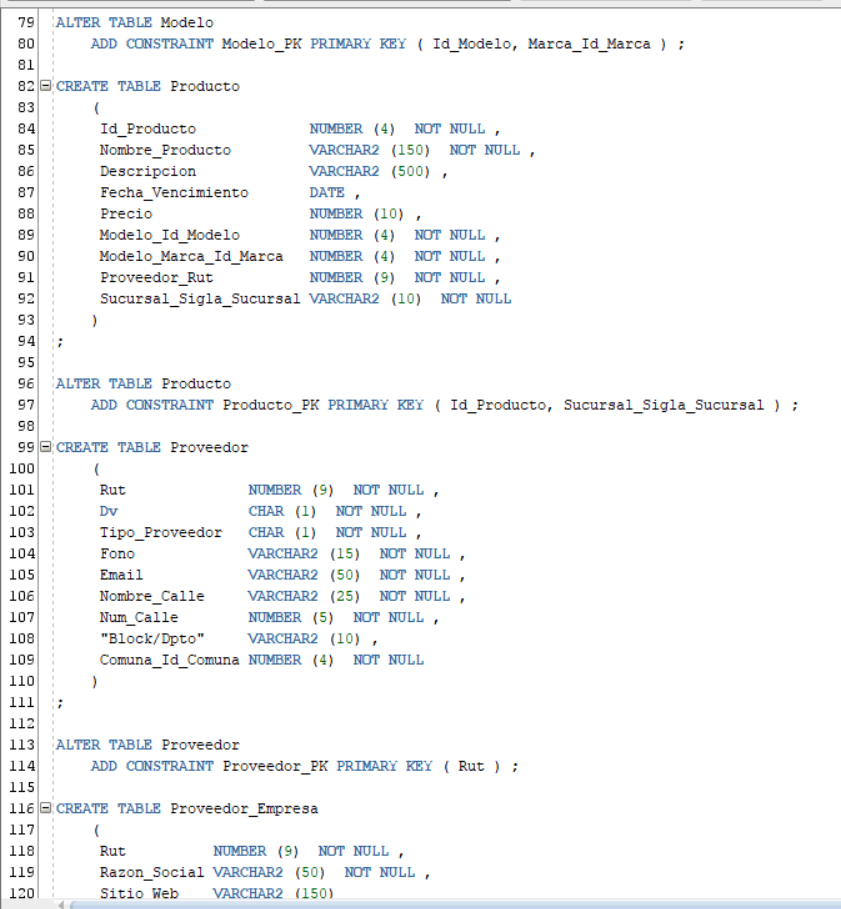 79 ALTER TABLE Modelo
80 ADD CONSTRAINT Modelo_PK PRIMARY KEY ( Id_Modelo, Marca_Id_Marca ) ;
81
82 CREATE TABLE Producto
83 (
84 Id_Producto NUMBER (4) NOT NULL ,
85 Nombre_Producto VARCHAR2 (150) NOT NULL ,
86 Descripcion VARCHAR2 (500) ,
87 Fecha_Vencimiento DATE ,
88 Precio NUMBER (10) ,
89 Modelo_Id_Modelo NUMBER (4) NOT NULL ,
90 Modelo_Marca_Id_Marca NUMBER (4) NOT NULL ,
91 Proveedor_Rut NUMBER (9) NOT NULL ,
92 Sucursal_Sigla_Sucursal VARCHAR2 (10) NOT NULL
93 )
94 ;
95
96 ALTER TABLE Producto
97 ADD CONSTRAINT Producto_PK PRIMARY KEY ( Id_Producto, Sucursal_Sigla_Sucursal ) ;
98
99 CREATE TABLE Proveedor
100 (
101 Rut NUMBER (9) NOT NULL ,
102 Dv CHAR (1) NOT NULL ,
103 Tipo_Proveedor CHAR (1) NOT NULL ,
104 Fono VARCHAR2 (15) NOT NULL ,
105 Email VARCHAR2 (50) NOT NULL ,
106 Nombre_Calle VARCHAR2 (25) NOT NULL ,
107 Num_Calle NUMBER (5) NOT NULL ,
108 "Block/Dpto" VARCHAR2 (10) ,
109 Comuna_Id_Comuna NUMBER (4) NOT NULL
110 )
111 ;
112
113 ALTER TABLE Proveedor
114 ADD CONSTRAINT Proveedor_PK PRIMARY KEY ( Rut ) ;
115
116 CREATE TABLE Proveedor_Empresa
117 (
118 Rut NUMBER (9) NOT NULL ,
119 Razon_Social VARCHAR2 (50) NOT NULL ,
120 Sitio_Web VARCHAR2 (150)